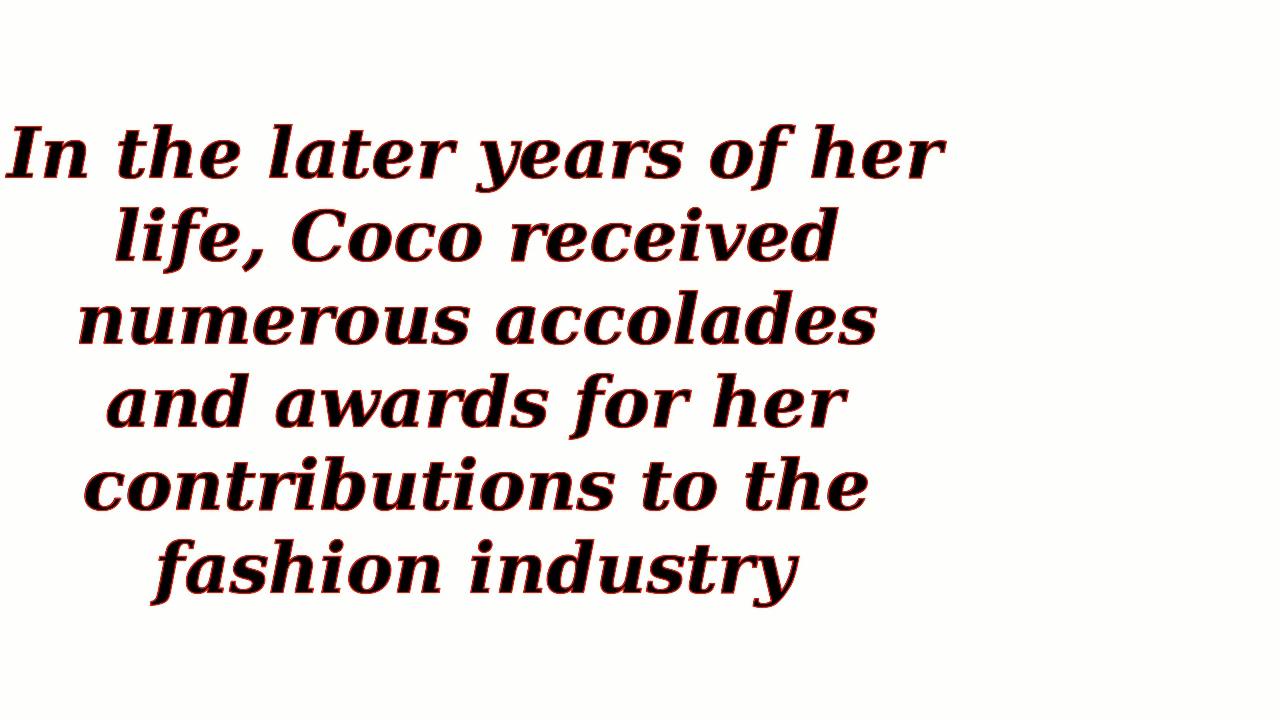 In the later years of her
life, Coco received
numerous accolades
and awards for her
contributions to the
fashion industry